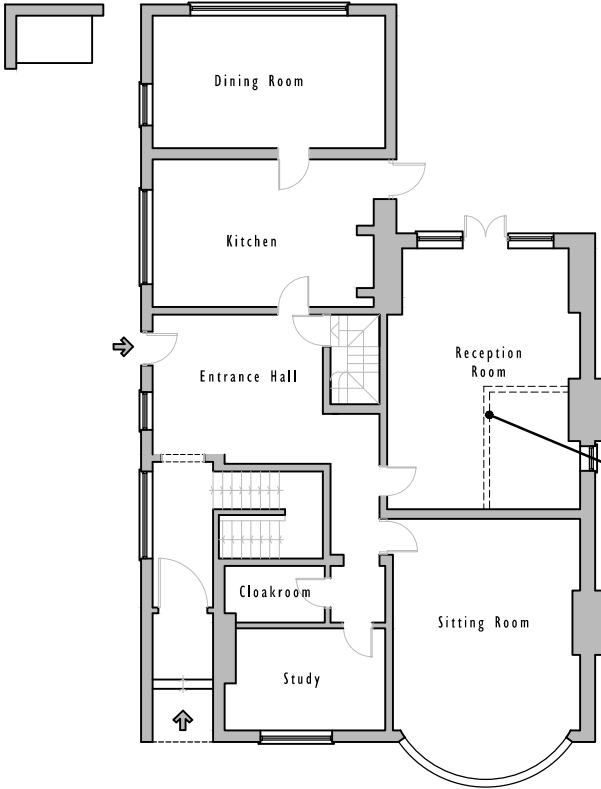 Dining Room
Kitchen
Entrance Hall
Reception
Room
Cloakroom
Sitting Room
Study